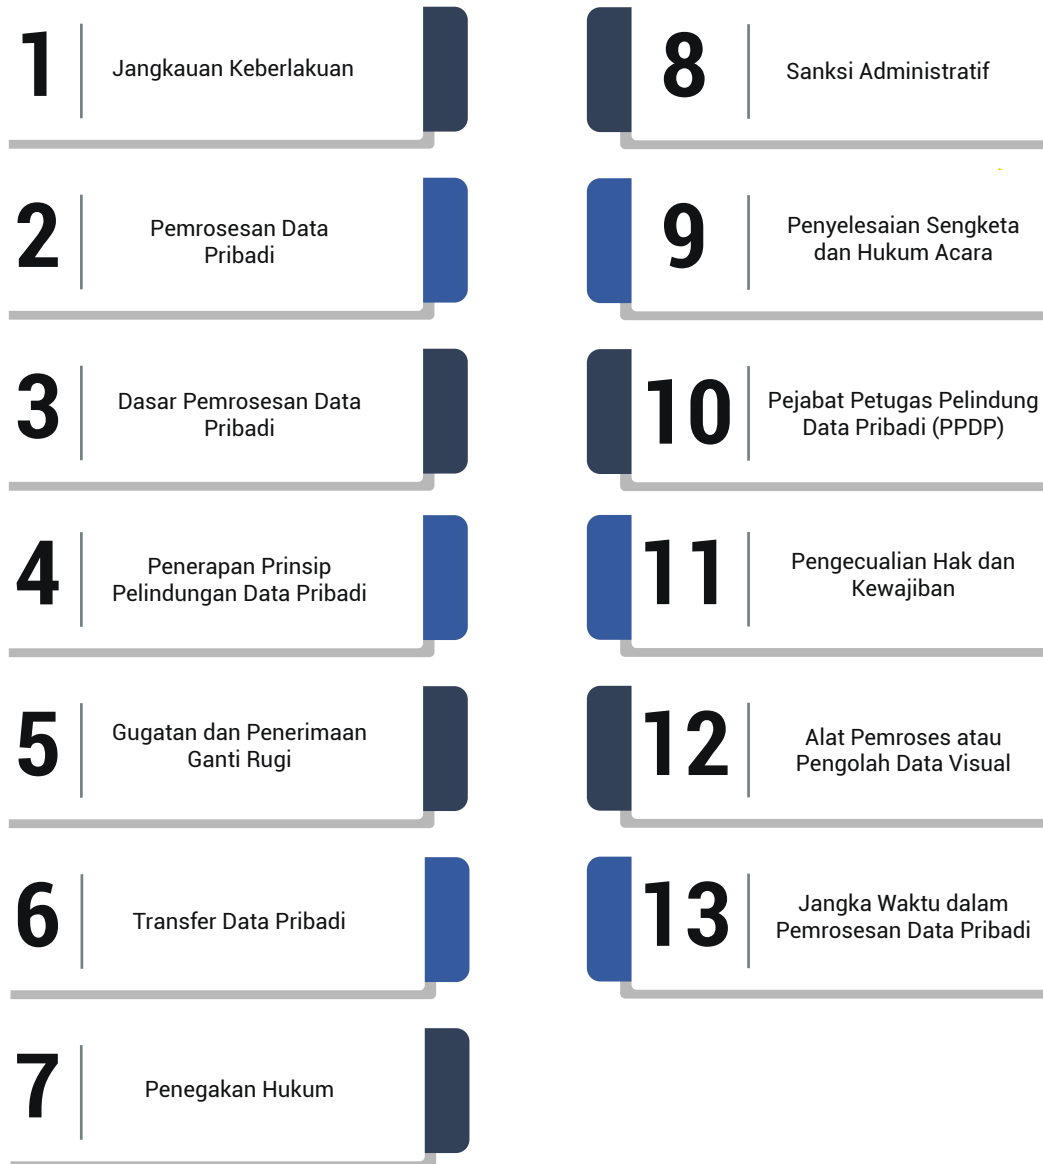 1
Jangkauan Keberlakuan
2
Pemrosesan Data
Pribadi
3
Dasar Pemrosesan Data
Pribadi
4
Penerapan Prinsip
Pelindungan Data Pribadi
5
Gugatan dan Penerimaan
Ganti Rugi
6
Transfer Data Pribadi
7
Penegakan Hukum
8
Sanksi Administratif
9
Penyelesaian Sengketa
dan Hukum Acara
10
Pejabat Petugas Pelindung
Data Pribadi (PPDP)
11
Pengecualian Hak dan
Kewajiban
12
Alat Pemroses atau
Pengolah Data Visual
13
Jangka Waktu dalam
Pemrosesan Data Pribadi